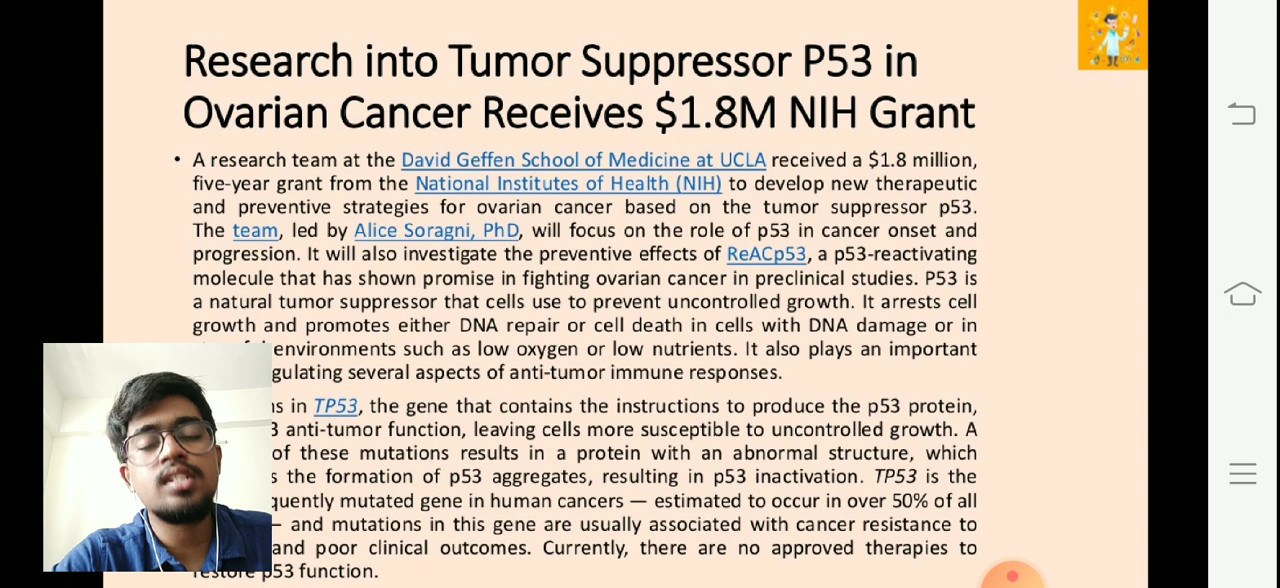 Research into Tumor Suppressor P53 in
Ovarian Cancer Receives $1.8M NIH Grant
• A research team at the David Geffen School of Medicine at UCLA received a $1.8 million,
five-year grant from the National Institutes of Health (NIH) to develop new therapeutic
and preventive strategies for ovarian cancer based on the tumor suppressor p53.
The team, led by Alice Soragni, PhD, will focus on the role of p53 in cancer onset and
progression. It will also investigate the preventive effects of ReACp53, a p53-reactivating
molecule that has shown promise in fighting ovarian cancer in preclinical studies. P53 is
a natural tumor suppressor that cells use to prevent uncontrolled growth. It arrests cell
growth and promotes either DNA repair or cell death in cells with DNA damage or in
environments such as low oxygen or low nutrients. It also plays an important
gulating several aspects of anti-tumor immune responses.
s in TP53, the gene that contains the instructions to produce the p53 protein,
3 anti-tumor function, leaving cells more susceptible to uncontrolled growth. A
of these mutations results in a protein with an abnormal structure, which
s the formation of p53 aggregates, resulting in p53 inactivation. TP53 is the
quently mutated gene in human cancers — estimated to occur in over 50% of all
– and mutations in this gene are usually associated with cancer resistance to
and poor clinical outcomes. Currently, there are no approved therapies to
restore p53 function.